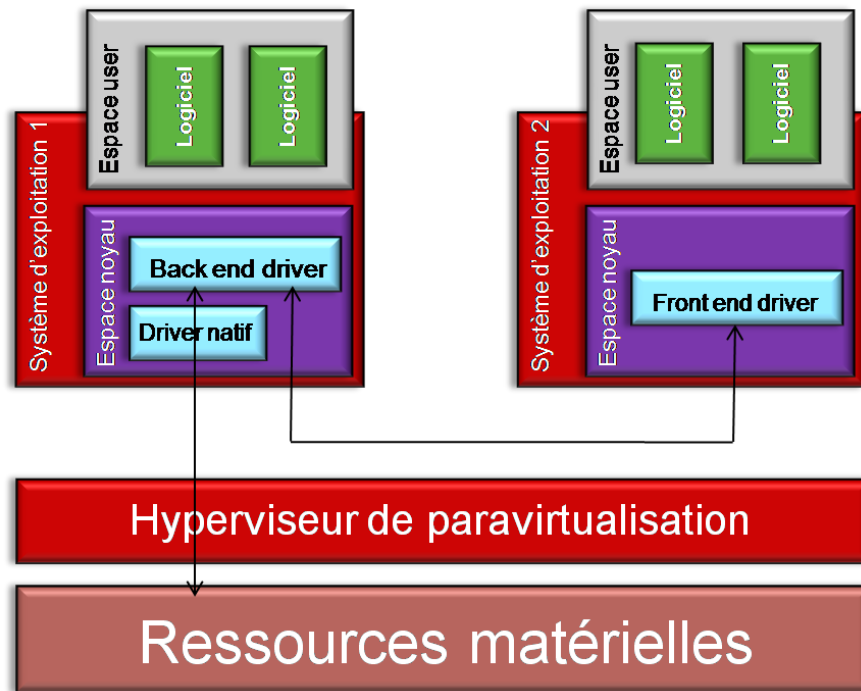 Système d'exploitation 1
Espace user
Logiciel
Logiciel
Espace noyau
Back end driver
Driver natif
Système d'exploitation 2
Espace user
Logiciel
Logiciel
Espace noyau
Front end driver
Hyperviseur de paravirtualisation
Ressources matérielles